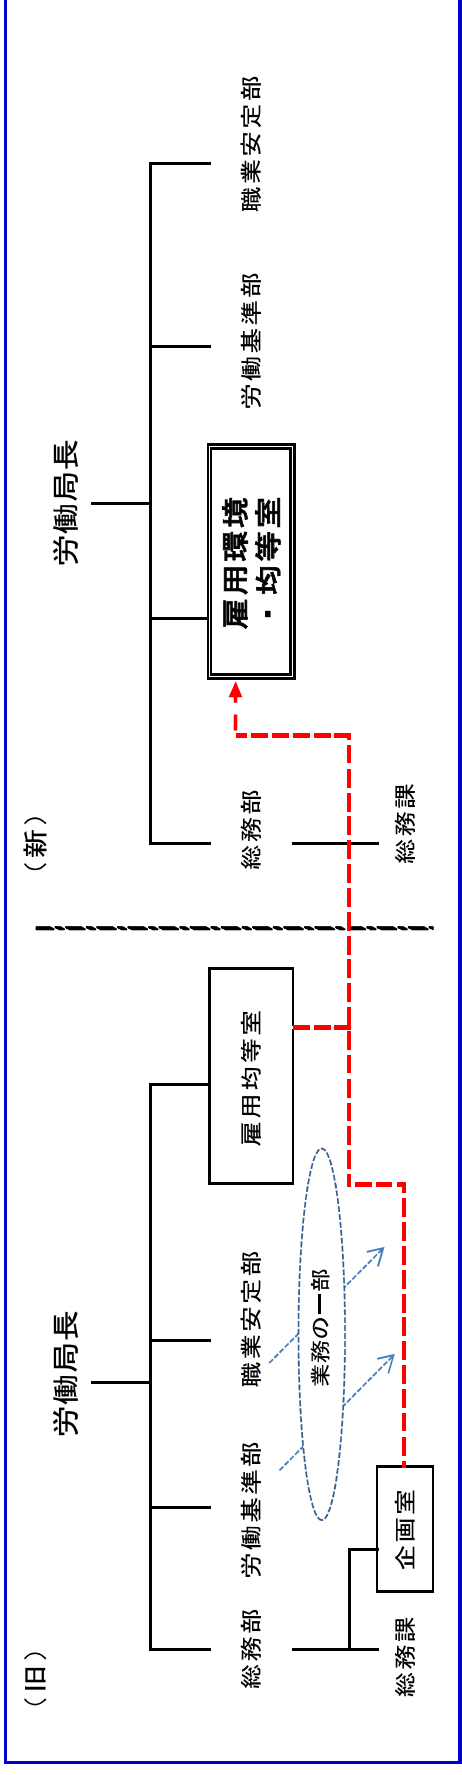 （旧）
労働局長
総務部
労働基準部
職業安定部
雇用均等室
業務の一部
総務課
企画室
（新）
労働局長
総務部
雇用環境
・均等室
労働基準部
職業安定部
総務課